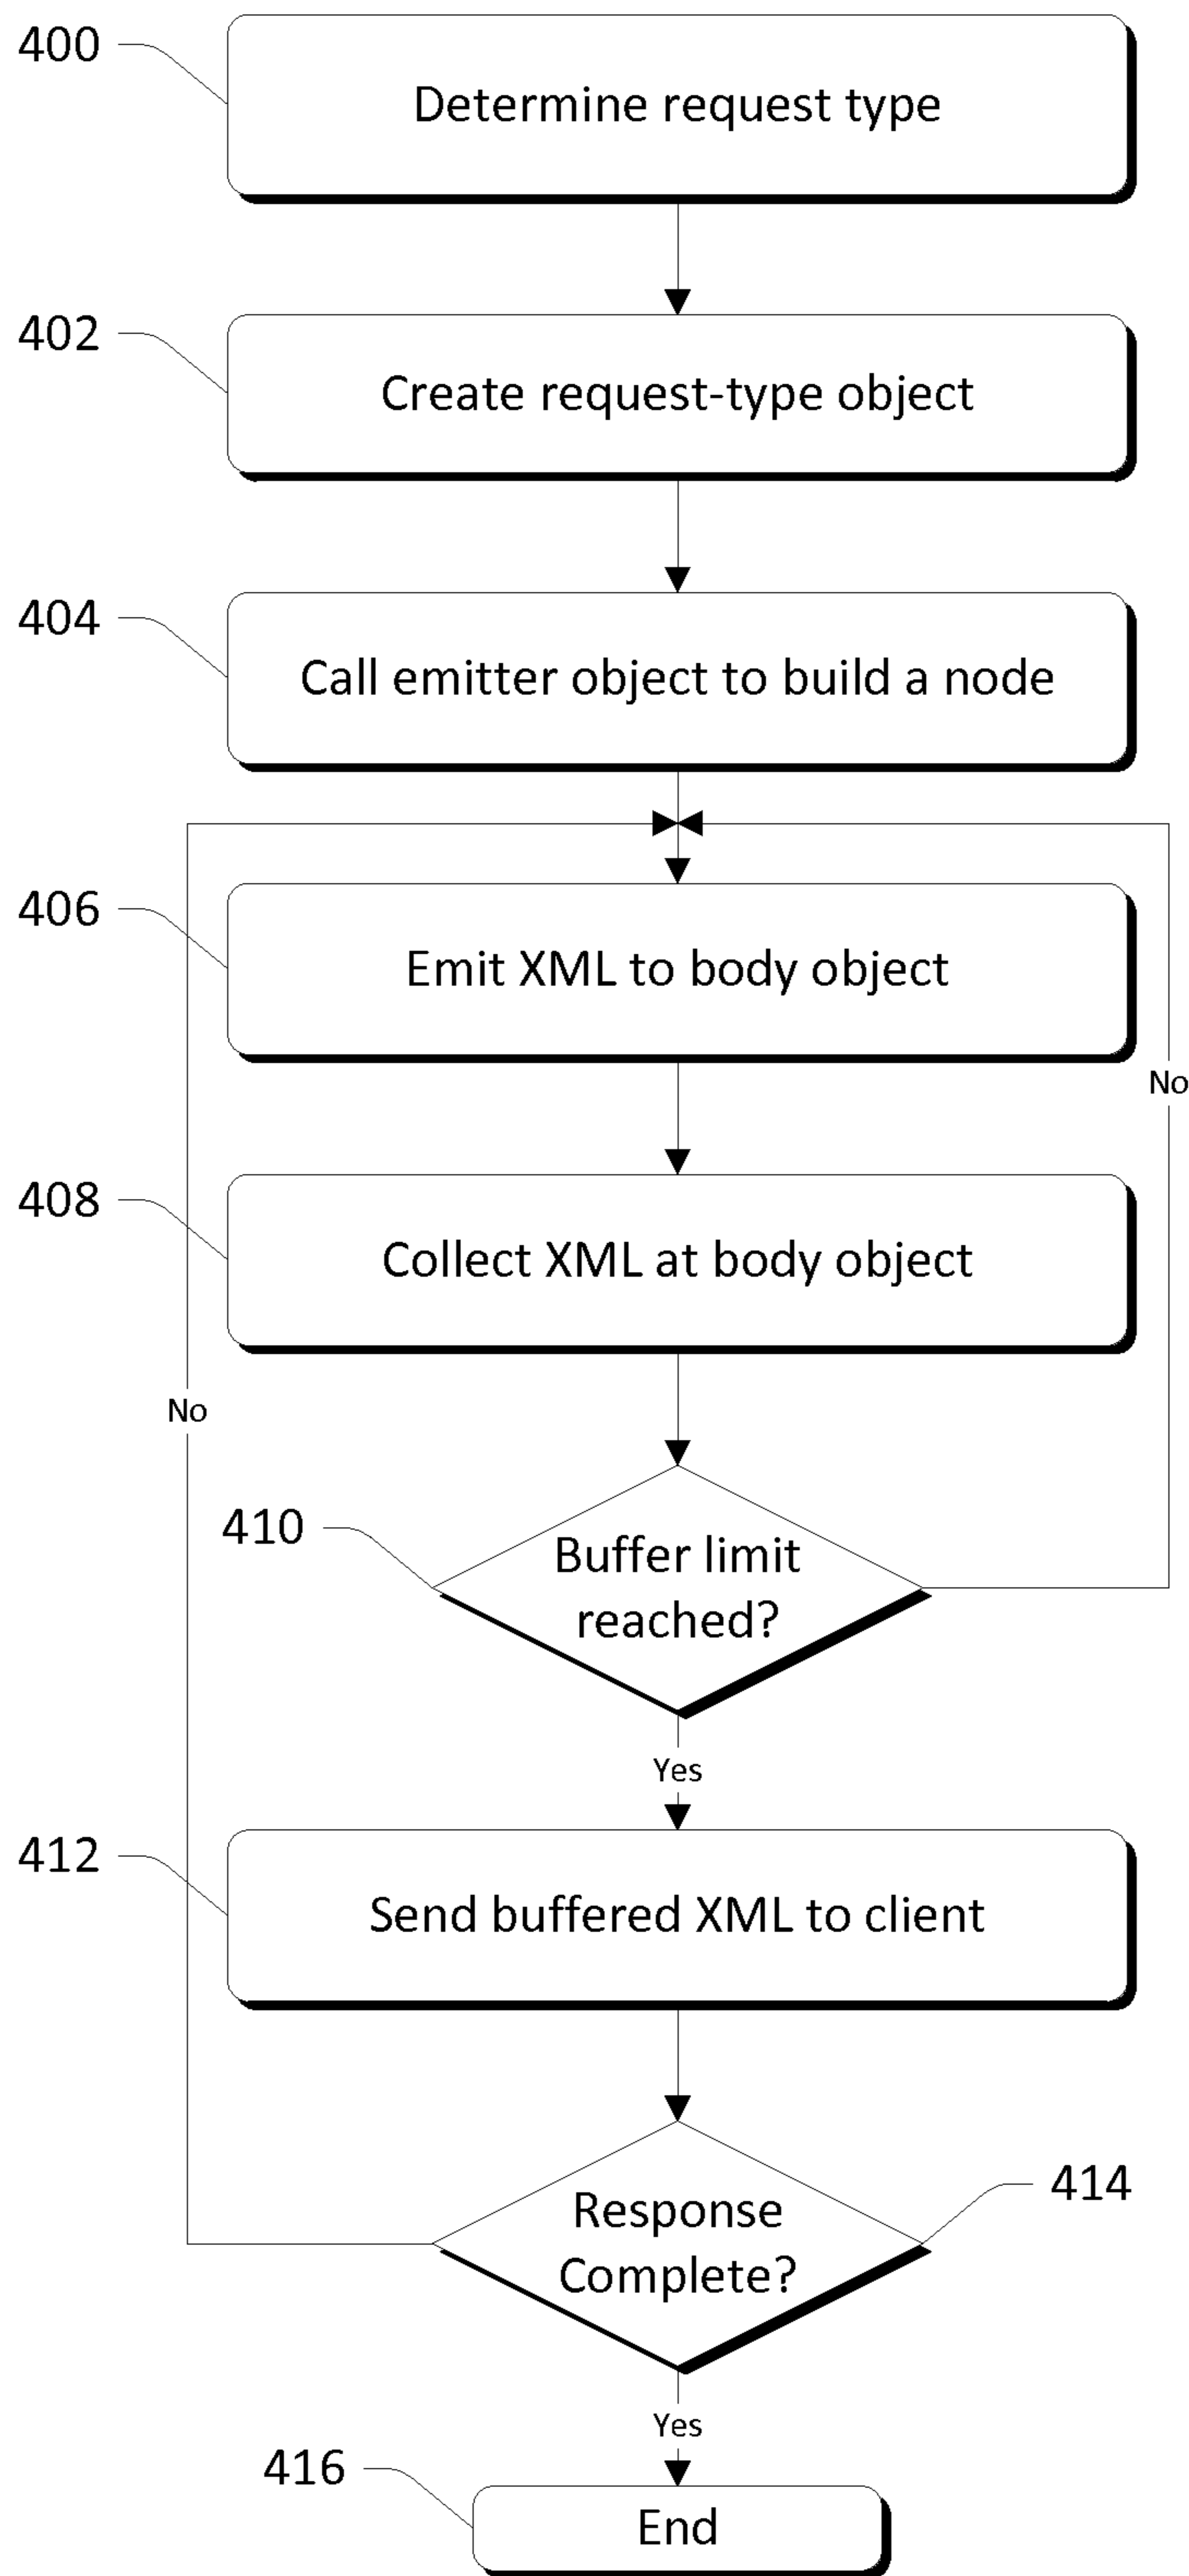 400
Determine request type
402
Create request-type object
404
Call emitter object to build a node
406
Emit XML to body object
No
408
Collect XML at body object
No
410
Buffer limit
reached?
Yes
412
Send buffered XML to client
414
Response
Complete?
Yes
416
End